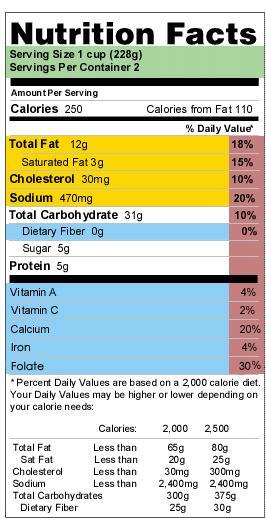 Nutrition Facts
Serving Size 1 cup (228g)
Servings Per Container 2
Amount Per Serving
Calories 250 Calories from Fat 110
% Daily Value*
Total Fat 12g 18%
Saturated Fat 3g 15%
Cholesterol 30mg 10%
Sodium 470mg 20%
Total Carbohydrate 31g 10%
Dietary Fiber 0g 0%
Sugar 5g
Protein 5g
Vitamin A 4%
Vitamin C 2%
Calcium 20%
Iron 4%
Folate 30%
* Percent Daily Values are based on a 2,000 calorie diet.
Your Daily Values may be higher or lower depending on
your calorie needs:
Calories: 2,000 2,500
Total Fat Less than 65g 80g
Sat Fat Less than 20g 25g
Cholesterol Less than 30mg 300mg
Sodium Less than 2,400mg 2,400mg
Total Carbohydrates 300g 375g
Dietary Fiber 25g 30g